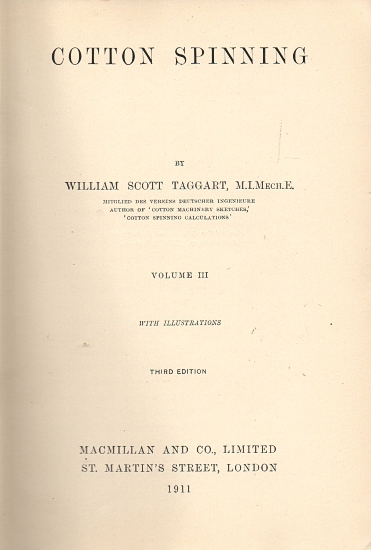 COTTON SPINNING
BY
WILLIAM SCOTT TAGGART, M.I.MECH.E.
MITGLIED DES VEREINS DEUTSCHER INGENIEURE
AUTHOR OF 'COTTON MACHINERY SKETCHES,'
'COTTON SPINNING CALCULATIONS'
VOLUME III
WITH ILLUSTRATIONS
THIRD EDITION
MACMILLAN AND CO., LIMITED
ST. MARTIN'S STREET, LONDON
1911